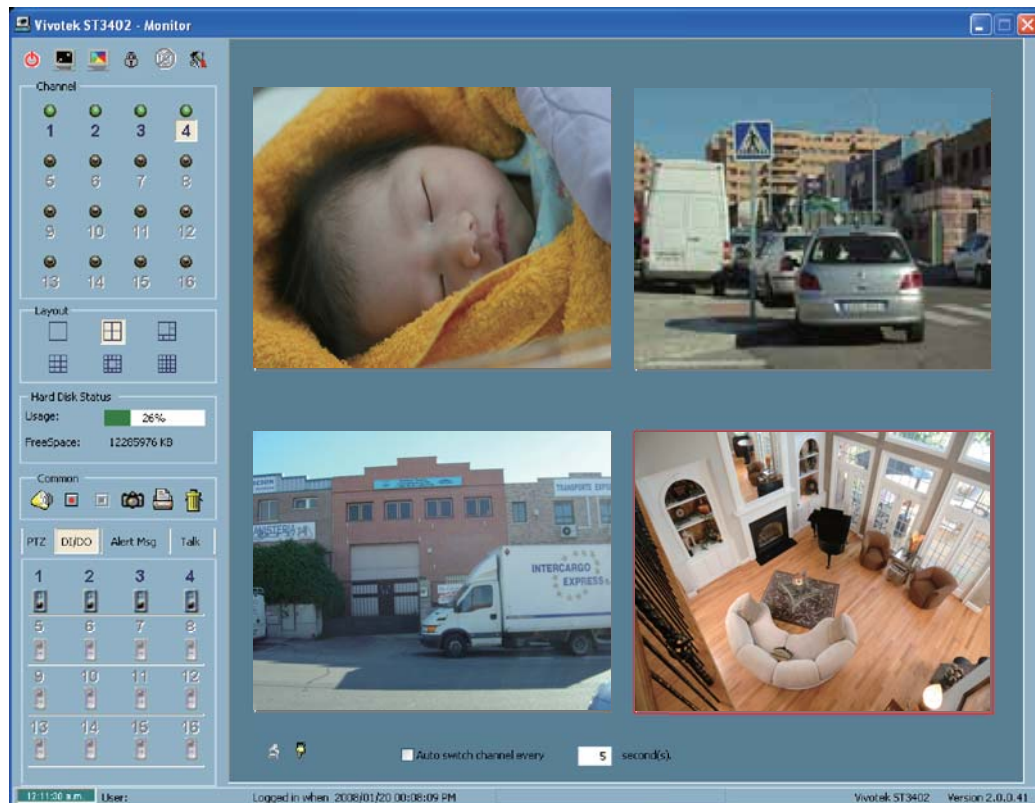 Vivotek ST3402 - Monitor
Channel
1 2 3 4
5 6 7 8
9 10 11 12
13 14 15 16
Layout
Hard Disk Status
Usage: 26%
FreeSpace: 12285976 KB
Common
PTZ DI/DO Alert Msg Talk
1 2 3 4
5 6 7 8
9 10 11 12
13 14 15 16
TRANSPORTE
INTERCARGO
EXPRESS
Auto switch channel every 5 second(s).
12:11:30 a.m. User: Logged in when 2008/01/20 00:08:09 PM Vivotek ST3402 Version 2.0.0.41